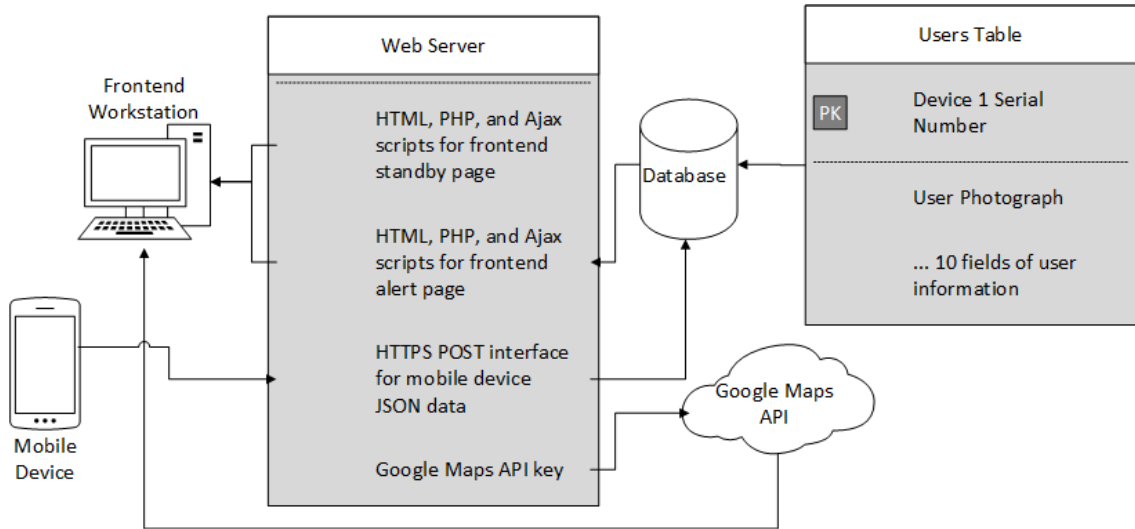 Web Server
Users Table
Frontend
Workstation
HTML, PHP, and Ajax
scripts for frontend
standby page
PK
Device 1 Serial
Number
Database
User Photograph
HTML, PHP, and Ajax
scripts for frontend
alert page
... 10 fields of user
information
HTTPS POST interface
for mobile device
JSON data
Google Maps
API
Mobile
Device
Google Maps API key